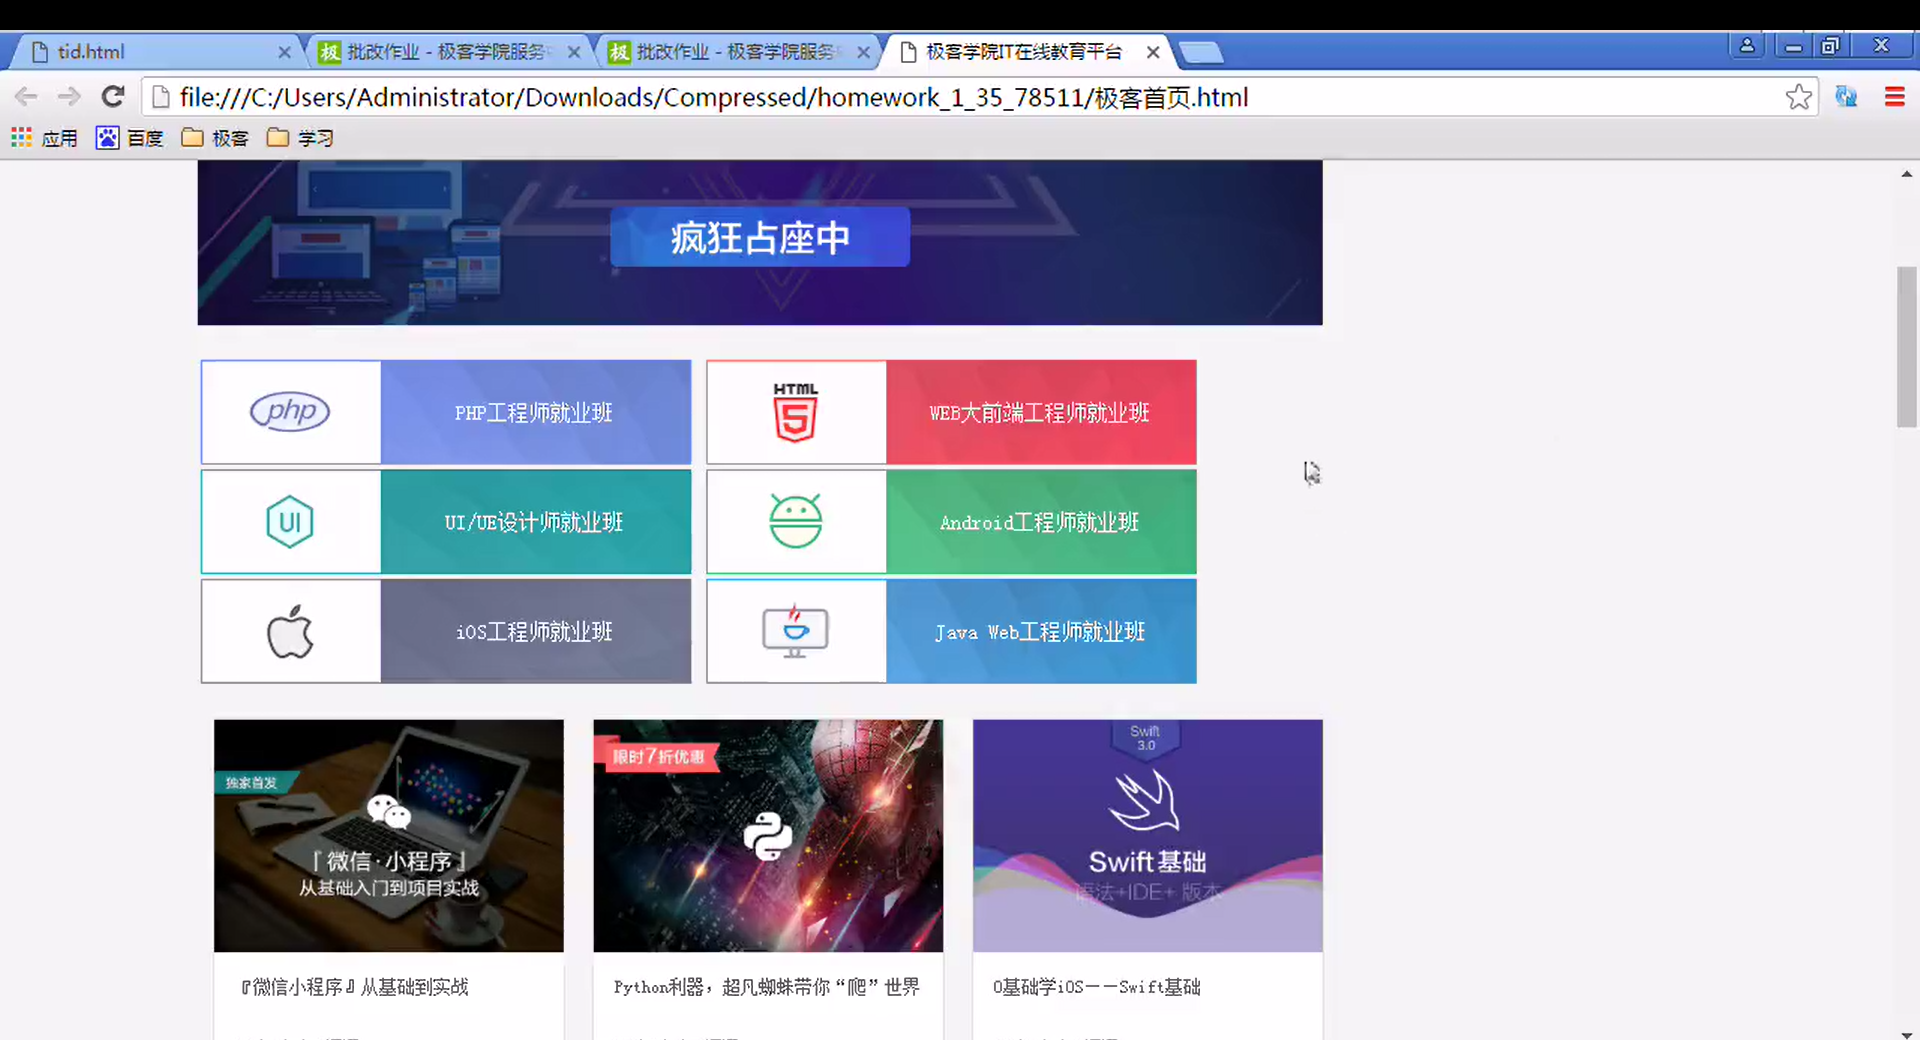 tid.html
极 批改作业 - 极客学院服务
极 批改作业 - 极客学院服务
极客学院IT在线教育平台
file:///C:/Users/Administrator/Downloads/Compressed/homework_1_35_78511/极客首页.html
应用 百度 极客 学习
疯狂占座中
php PHP工程师就业班
HTML 5 WEB大前端工程师就业班
UI UI/UE设计师就业班
Android工程师就业班
iOS工程师就业班
Java Web工程师就业班
独家首发
『微信·小程序』
从基础入门到项目实战
限时7折优惠
Swift
3.0
Swift基础
语法+IDE+ 版本
『微信小程序』从基础到实战
Python利器，超凡蜘蛛带你“爬”世界
0基础学iOS——Swift基础